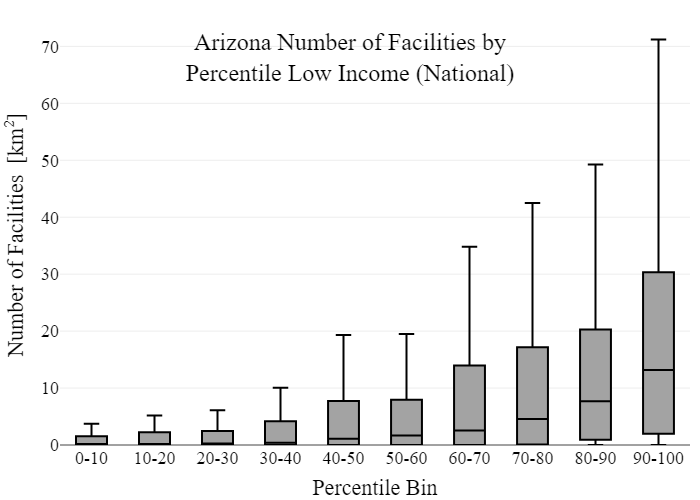 Arizona Number of Facilities by
Percentile Low Income (National)
Number of Facilities [km²]
70
60
50
40
30
20
10
0
0-10 10-20 20-30 30-40 40-50 50-60 60-70 70-80 80-90 90-100
Percentile Bin